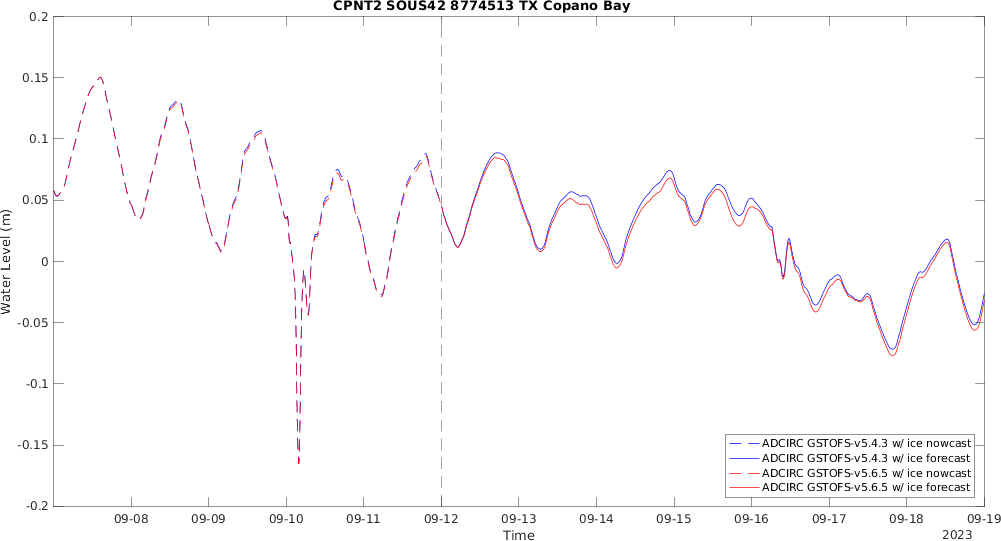 CPNT2 SOUS42 8774513 TX Copano Bay
0.2
0.15
0.1
0.05
0
-0.05
-0.1
-0.15
-0.2
Water Level (m)
ADCIRC GSTOFS-v5.4.3 w/ ice nowcast
ADCIRC GSTOFS-v5.4.3 w/ ice forecast
ADCIRC GSTOFS-v5.6.5 w/ ice nowcast
ADCIRC GSTOFS-v5.6.5 w/ ice forecast
09-08 09-09 09-10 09-11 09-12 09-13 09-14 09-15 09-16 09-17 09-18 09-19
Time
2023